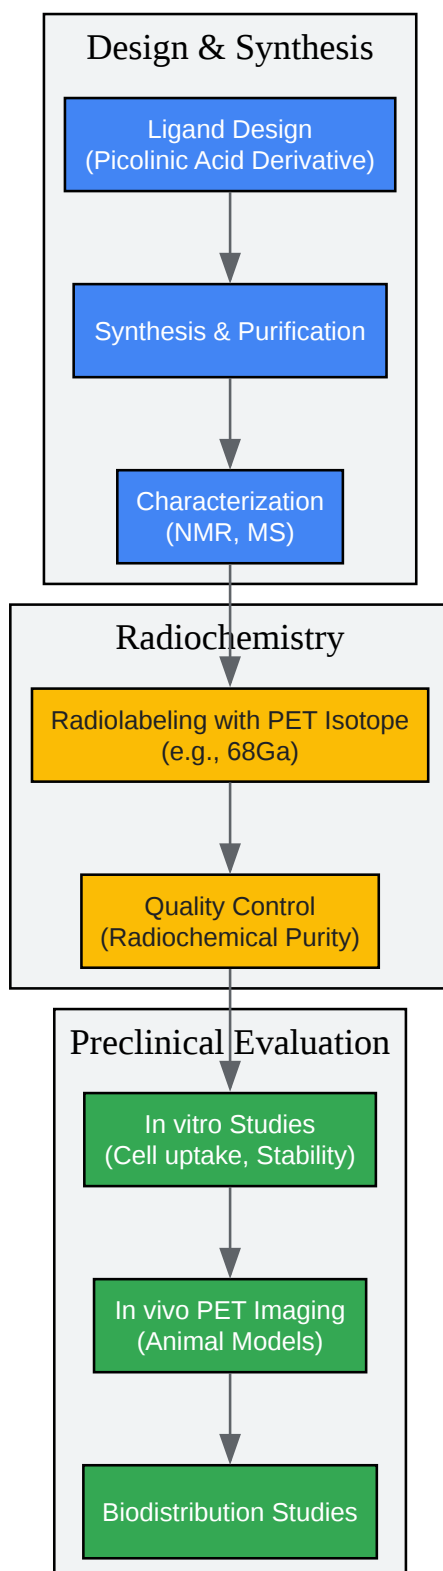 Design & Synthesis
Ligand Design
(Picolinic Acid Derivative)
Synthesis & Purification
Characterization
(NMR, MS)
Radiochemistry
Radiolabeling with PET Isotope
(e.g., 68Ga)
Quality Control
(Radiochemical Purity)
Preclinical Evaluation
In vitro Studies
(Cell uptake, Stability)
In vivo PET Imaging
(Animal Models)
Biodistribution Studies